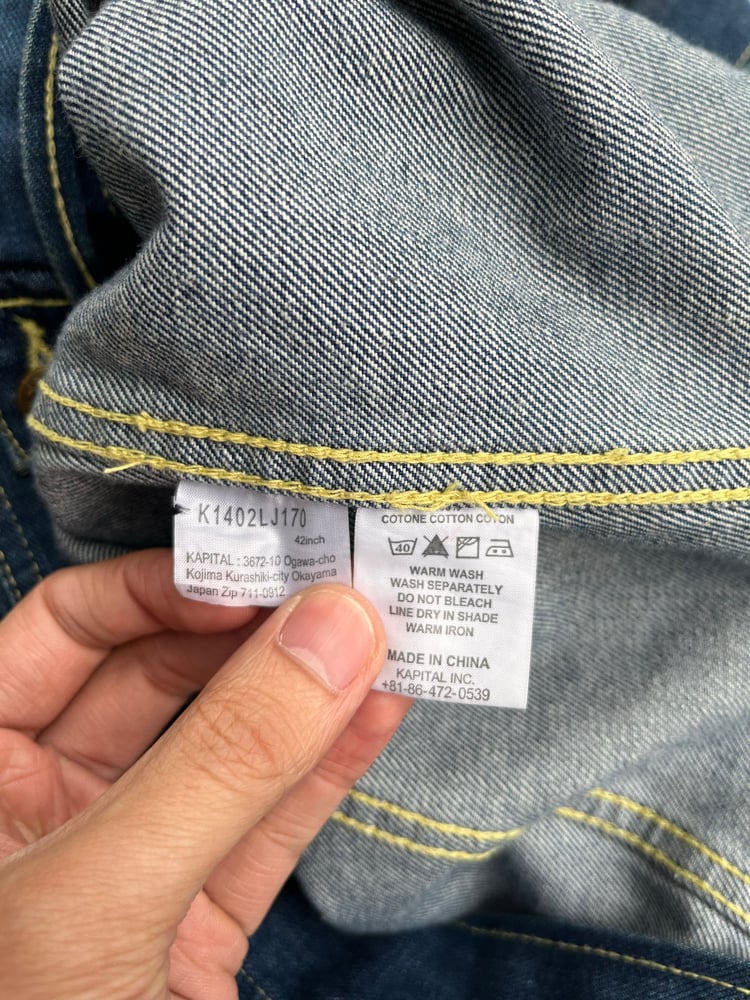 K1402LJ170
42inch
KAPITAL : 3672-10 Ogawa-cho
Kojima Kurashiki-city Okayama
Japan Zip 711-0912
COTONE COTTON COTON
40
WARM WASH
WASH SEPARATELY
DO NOT BLEACH
LINE DRY IN SHADE
WARM IRON
MADE IN CHINA
KAPITAL INC.
+81-86-472-0539